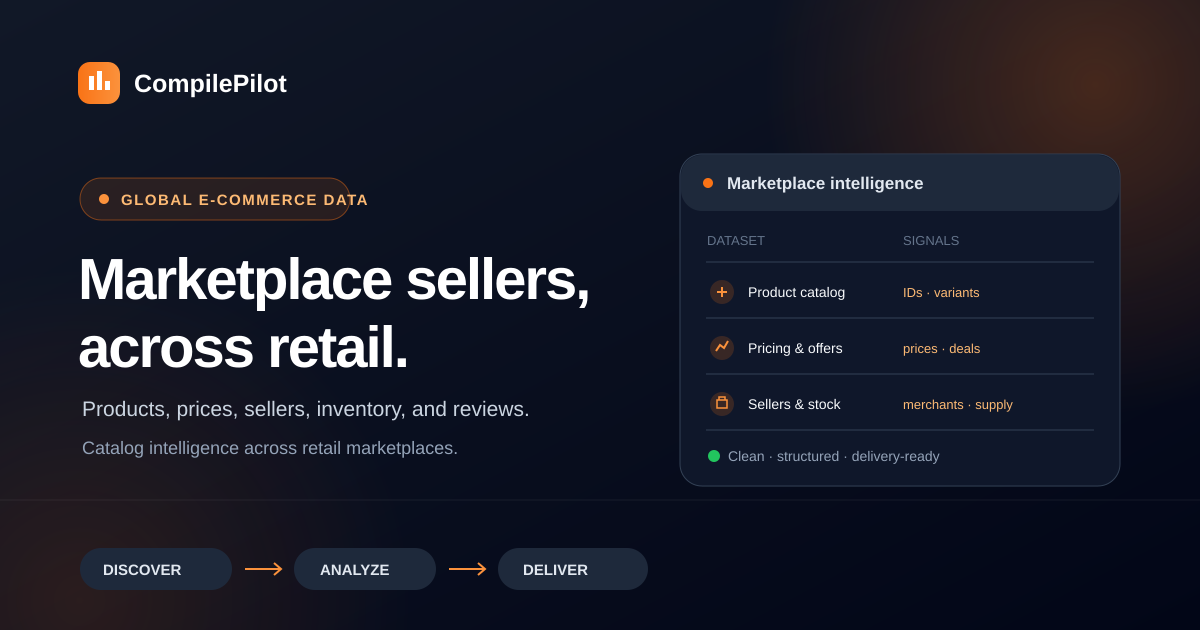 CompilePilot
GLOBAL E-COMMERCE DATA
Marketplace sellers,
across retail.
Products, prices, sellers, inventory, and reviews.
Catalog intelligence across retail marketplaces.
Marketplace intelligence
DATASET SIGNALS
Product catalog IDs · variants
Pricing & offers prices · deals
Sellers & stock merchants · supply
Clean · structured · delivery-ready
DISCOVER ANALYZE DELIVER